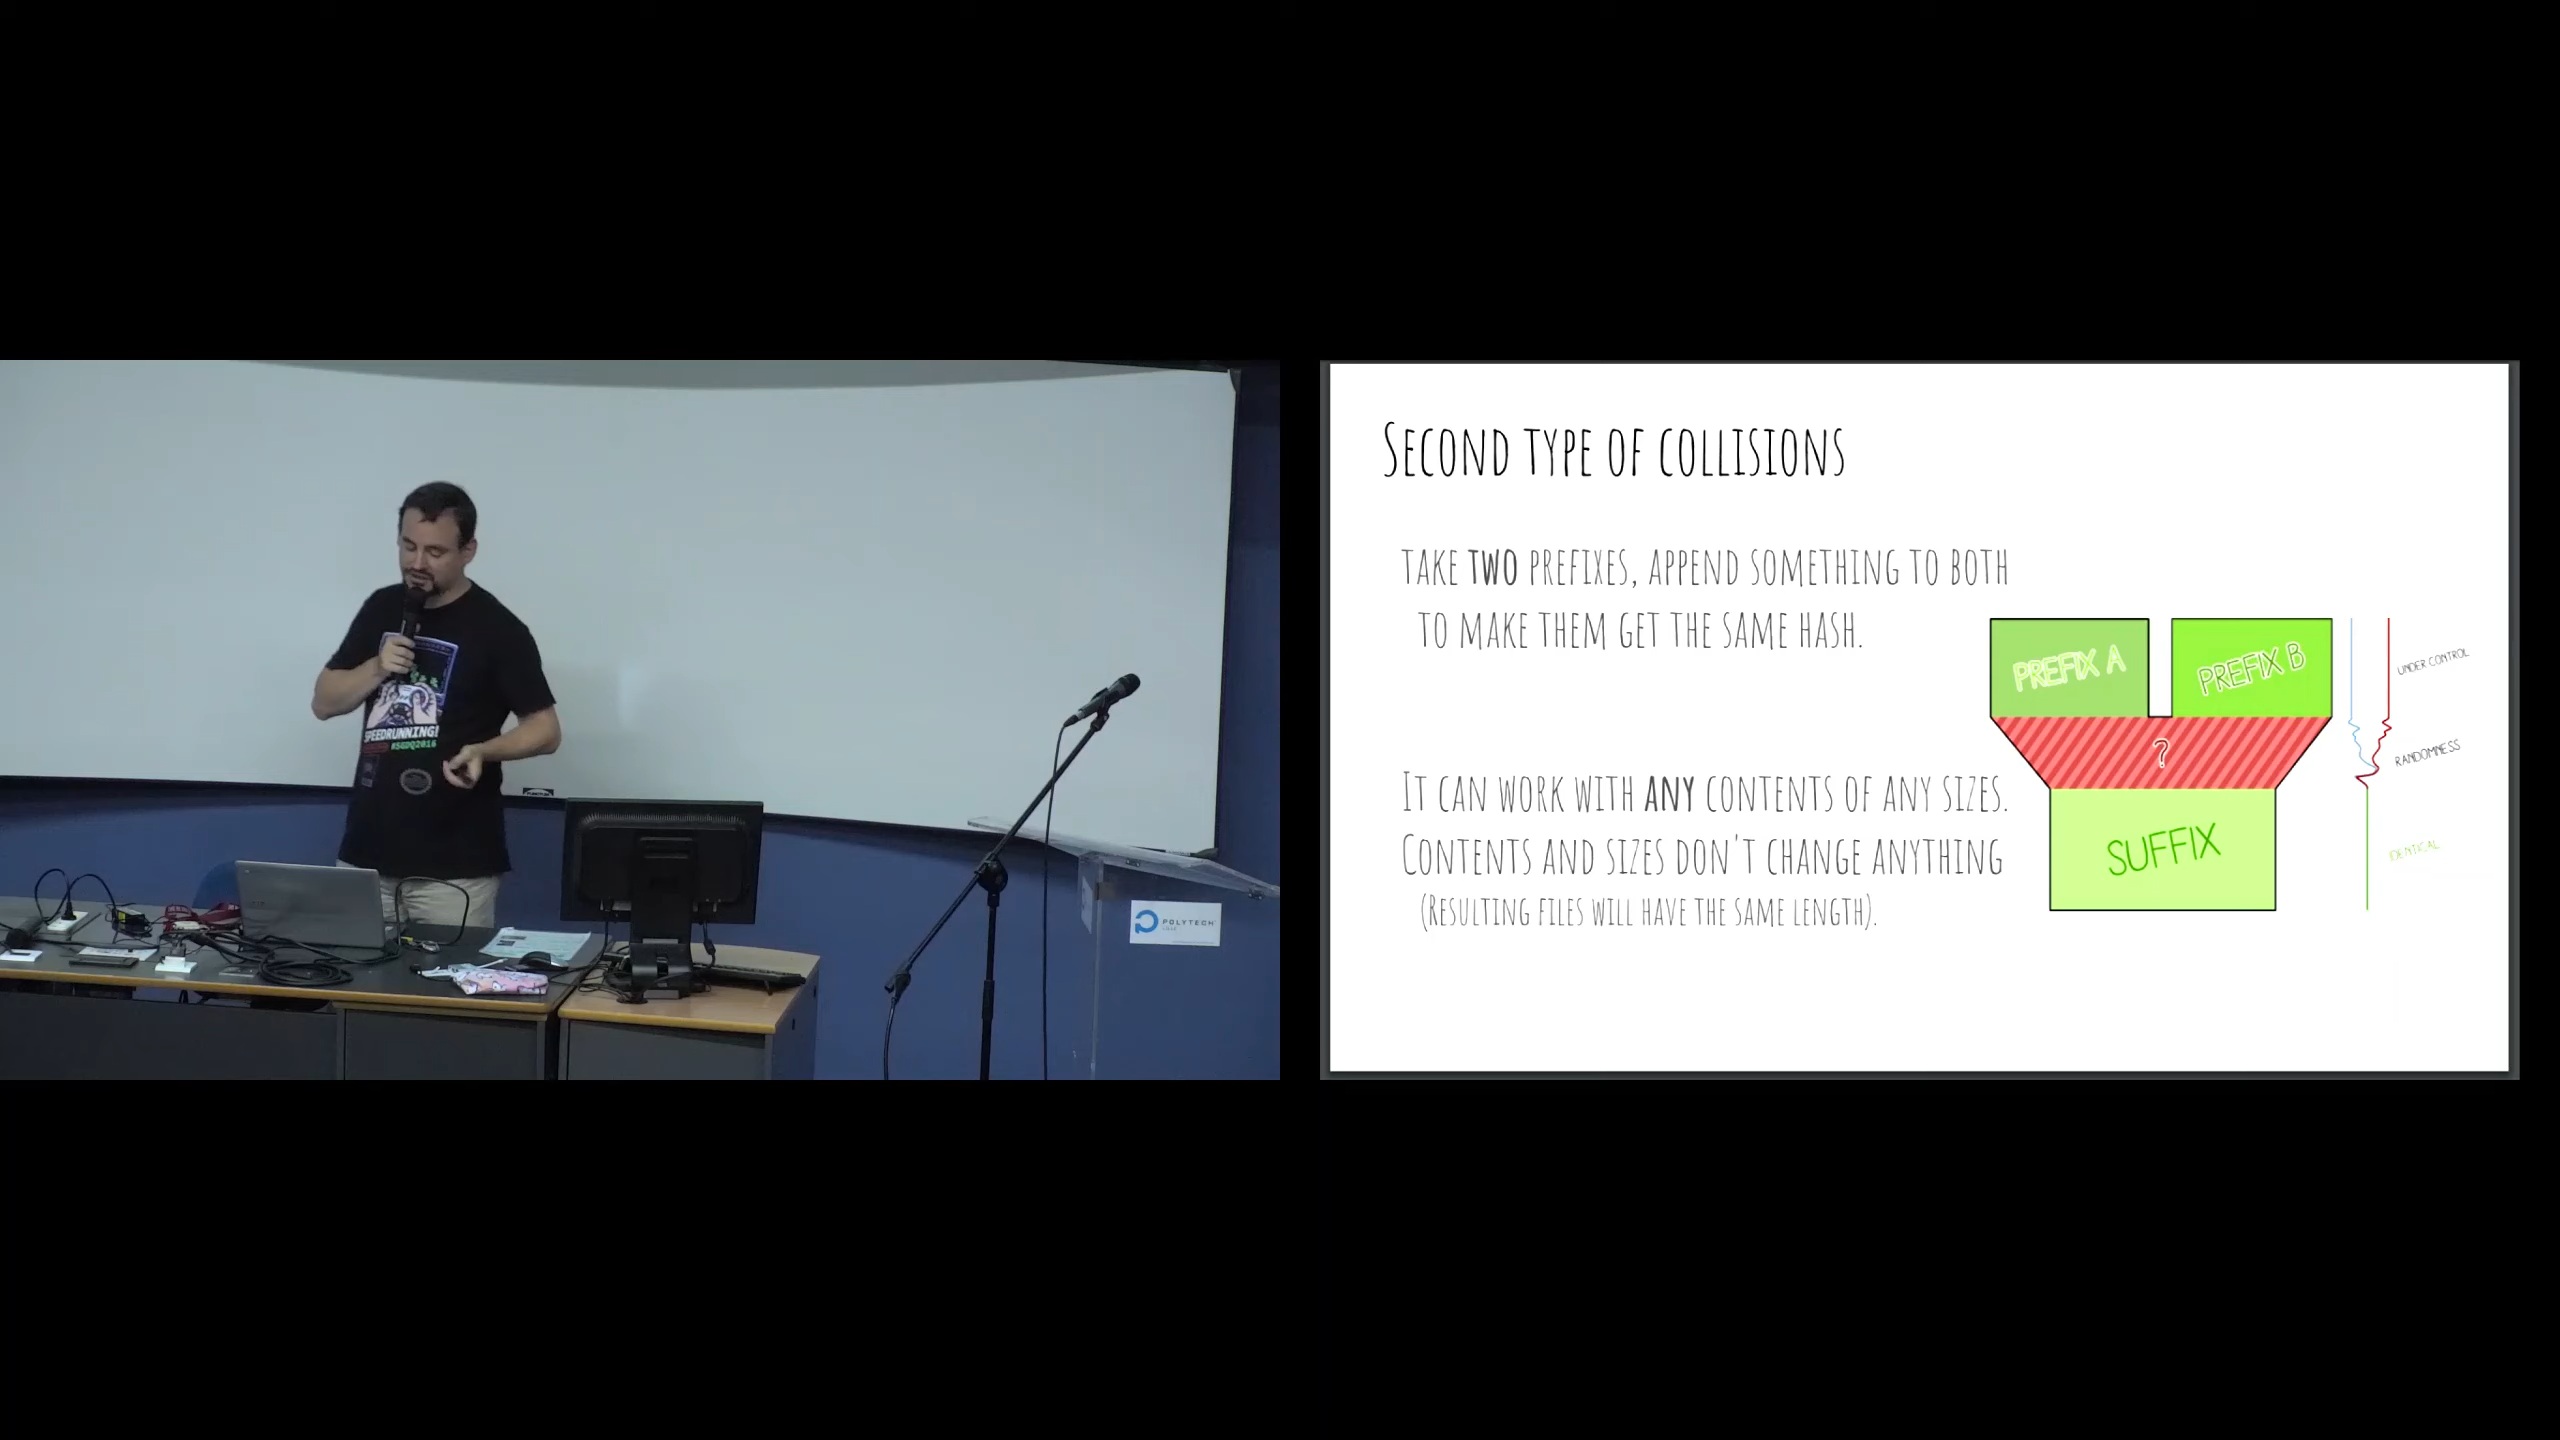 SPEEDRUNNING!
#SGDQ2016
POLYTECH
SECOND TYPE OF COLLISIONS
TAKE TWO PREFIXES, APPEND SOMETHING TO BOTH
TO MAKE THEM GET THE SAME HASH.
IT CAN WORK WITH ANY CONTENTS OF ANY SIZES.
CONTENTS AND SIZES DON'T CHANGE ANYTHING
(RESULTING FILES WILL HAVE THE SAME LENGTH).
PREFIX A
PREFIX B
?
SUFFIX
UNDER CONTROL
RANDOMNESS
IDENTICAL